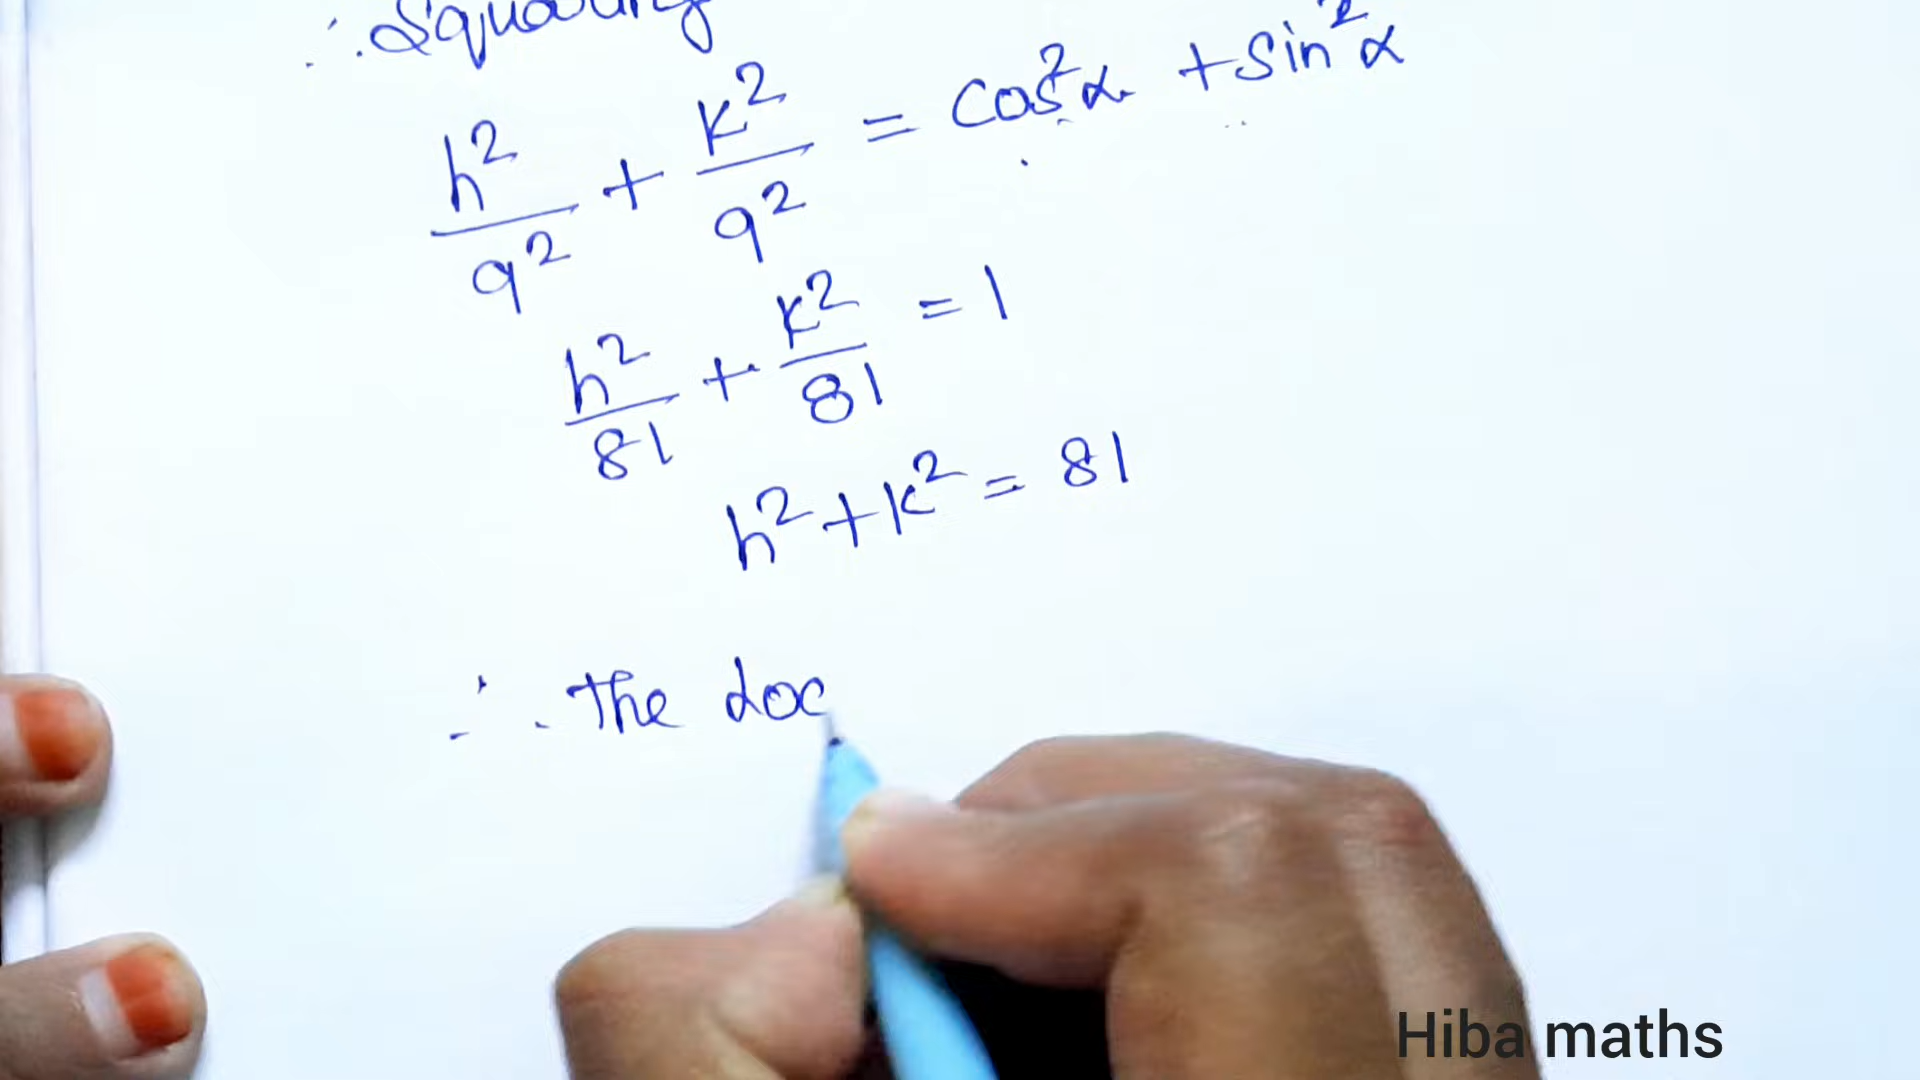 ∴ Squaring
h²/9² + k²/9² = cos²α + sin²α
h²/81 + k²/81 = 1
h² + k² = 81
∴ The loc
Hiba maths